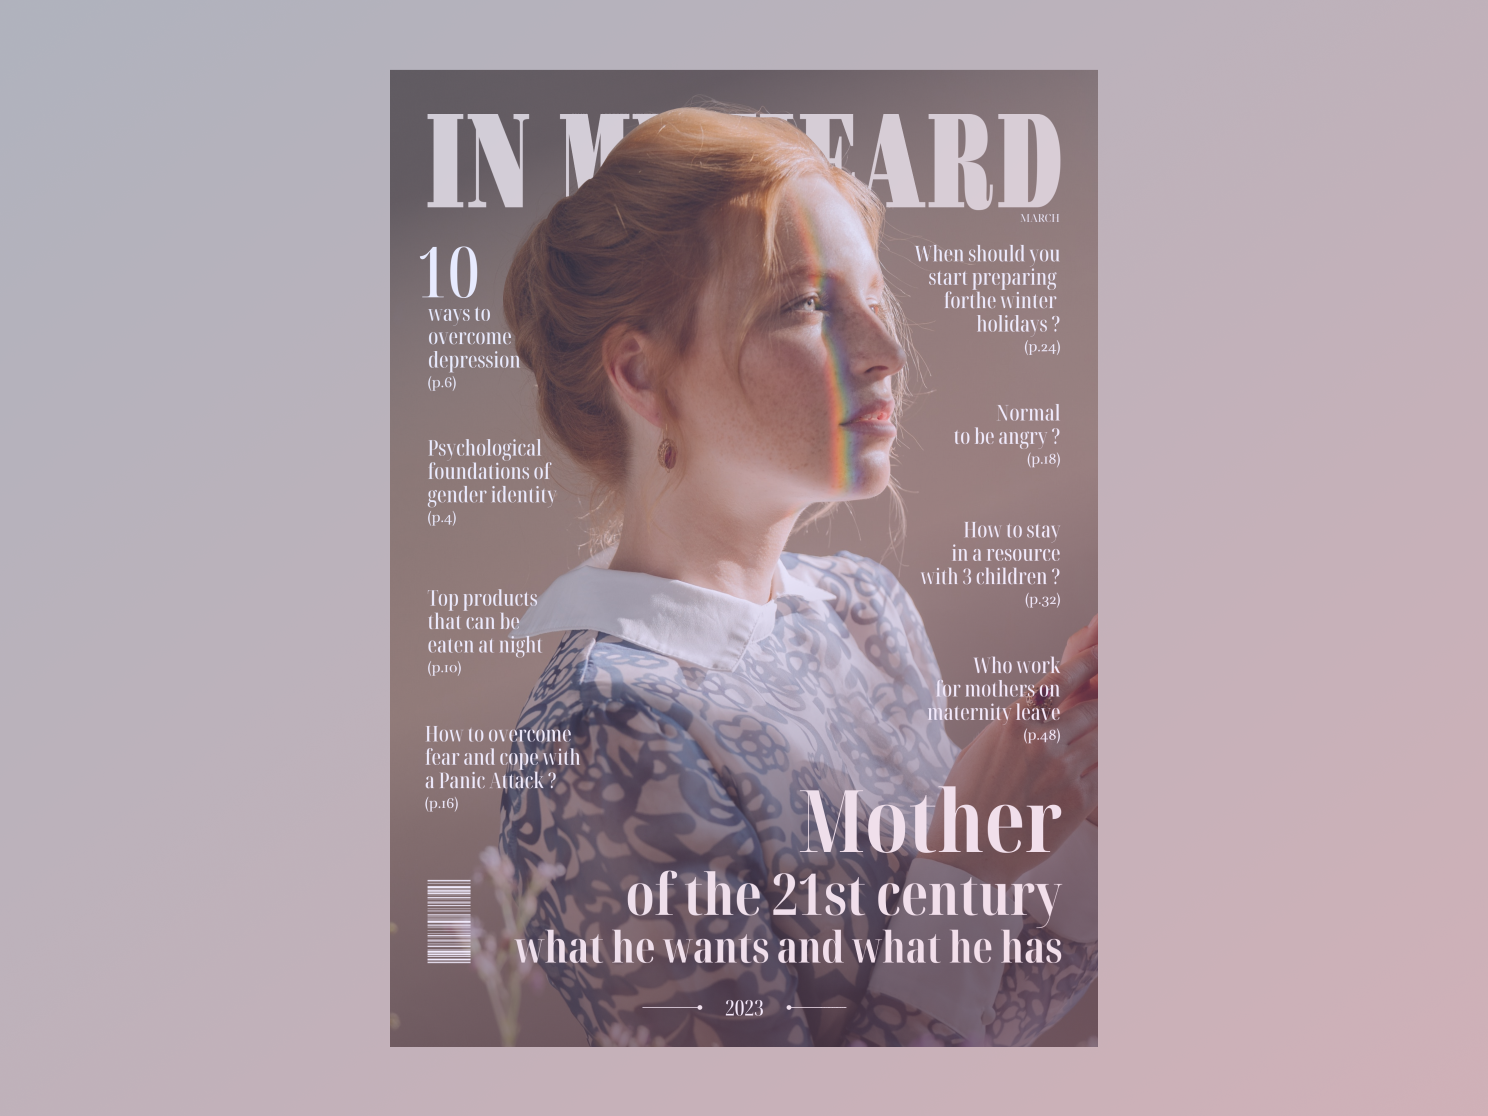 IN MY HEARD
MARCH
10
ways to
overcome
depression
(p.6)
Psychological
foundations of
gender identity
(p.4)
Top products
that can be
eaten at night
(p.10)
How to overcome
fear and cope with
a Panic Attack ?
(p.16)
When should you
start preparing
forthe winter
holidays ?
(p.24)
Normal
to be angry ?
(p.18)
How to stay
in a resource
with 3 children ?
(p.32)
Who work
for mothers on
maternity leave
(p.48)
Mother
of the 21st century
what he wants and what he has
2023